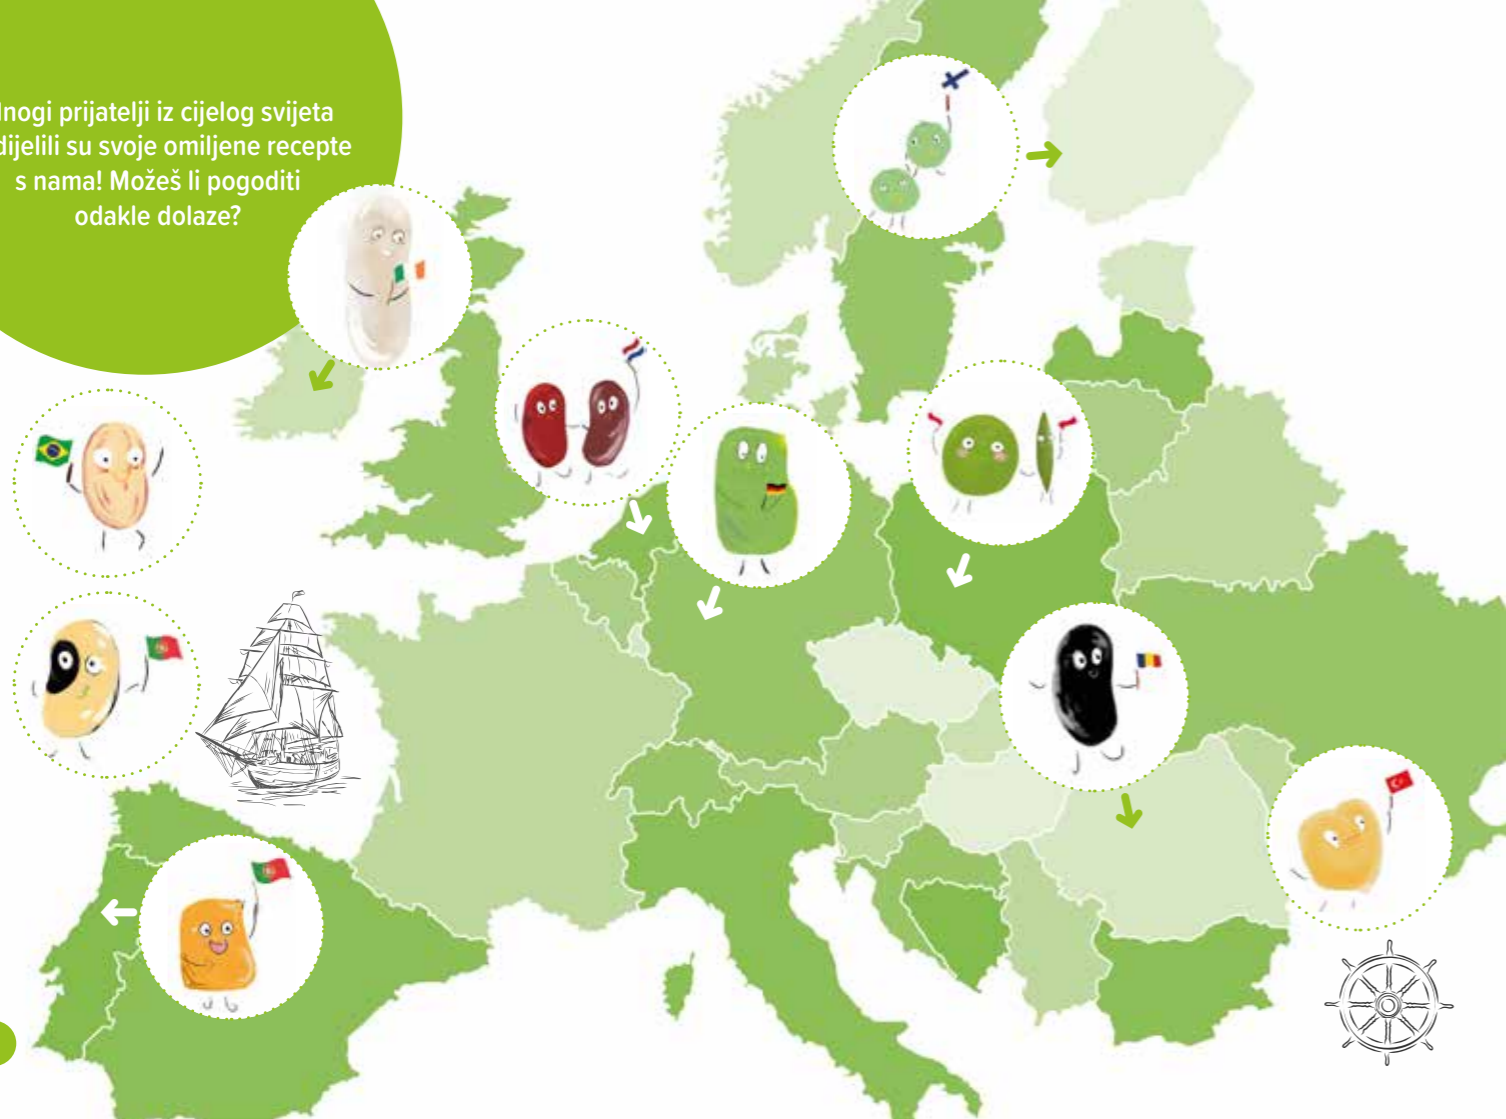 nogi prijatelji iz cijelog svijeta
dijelili su svoje omiljene recepte
s nama! Možeš li pogoditi
odakle dolaze?